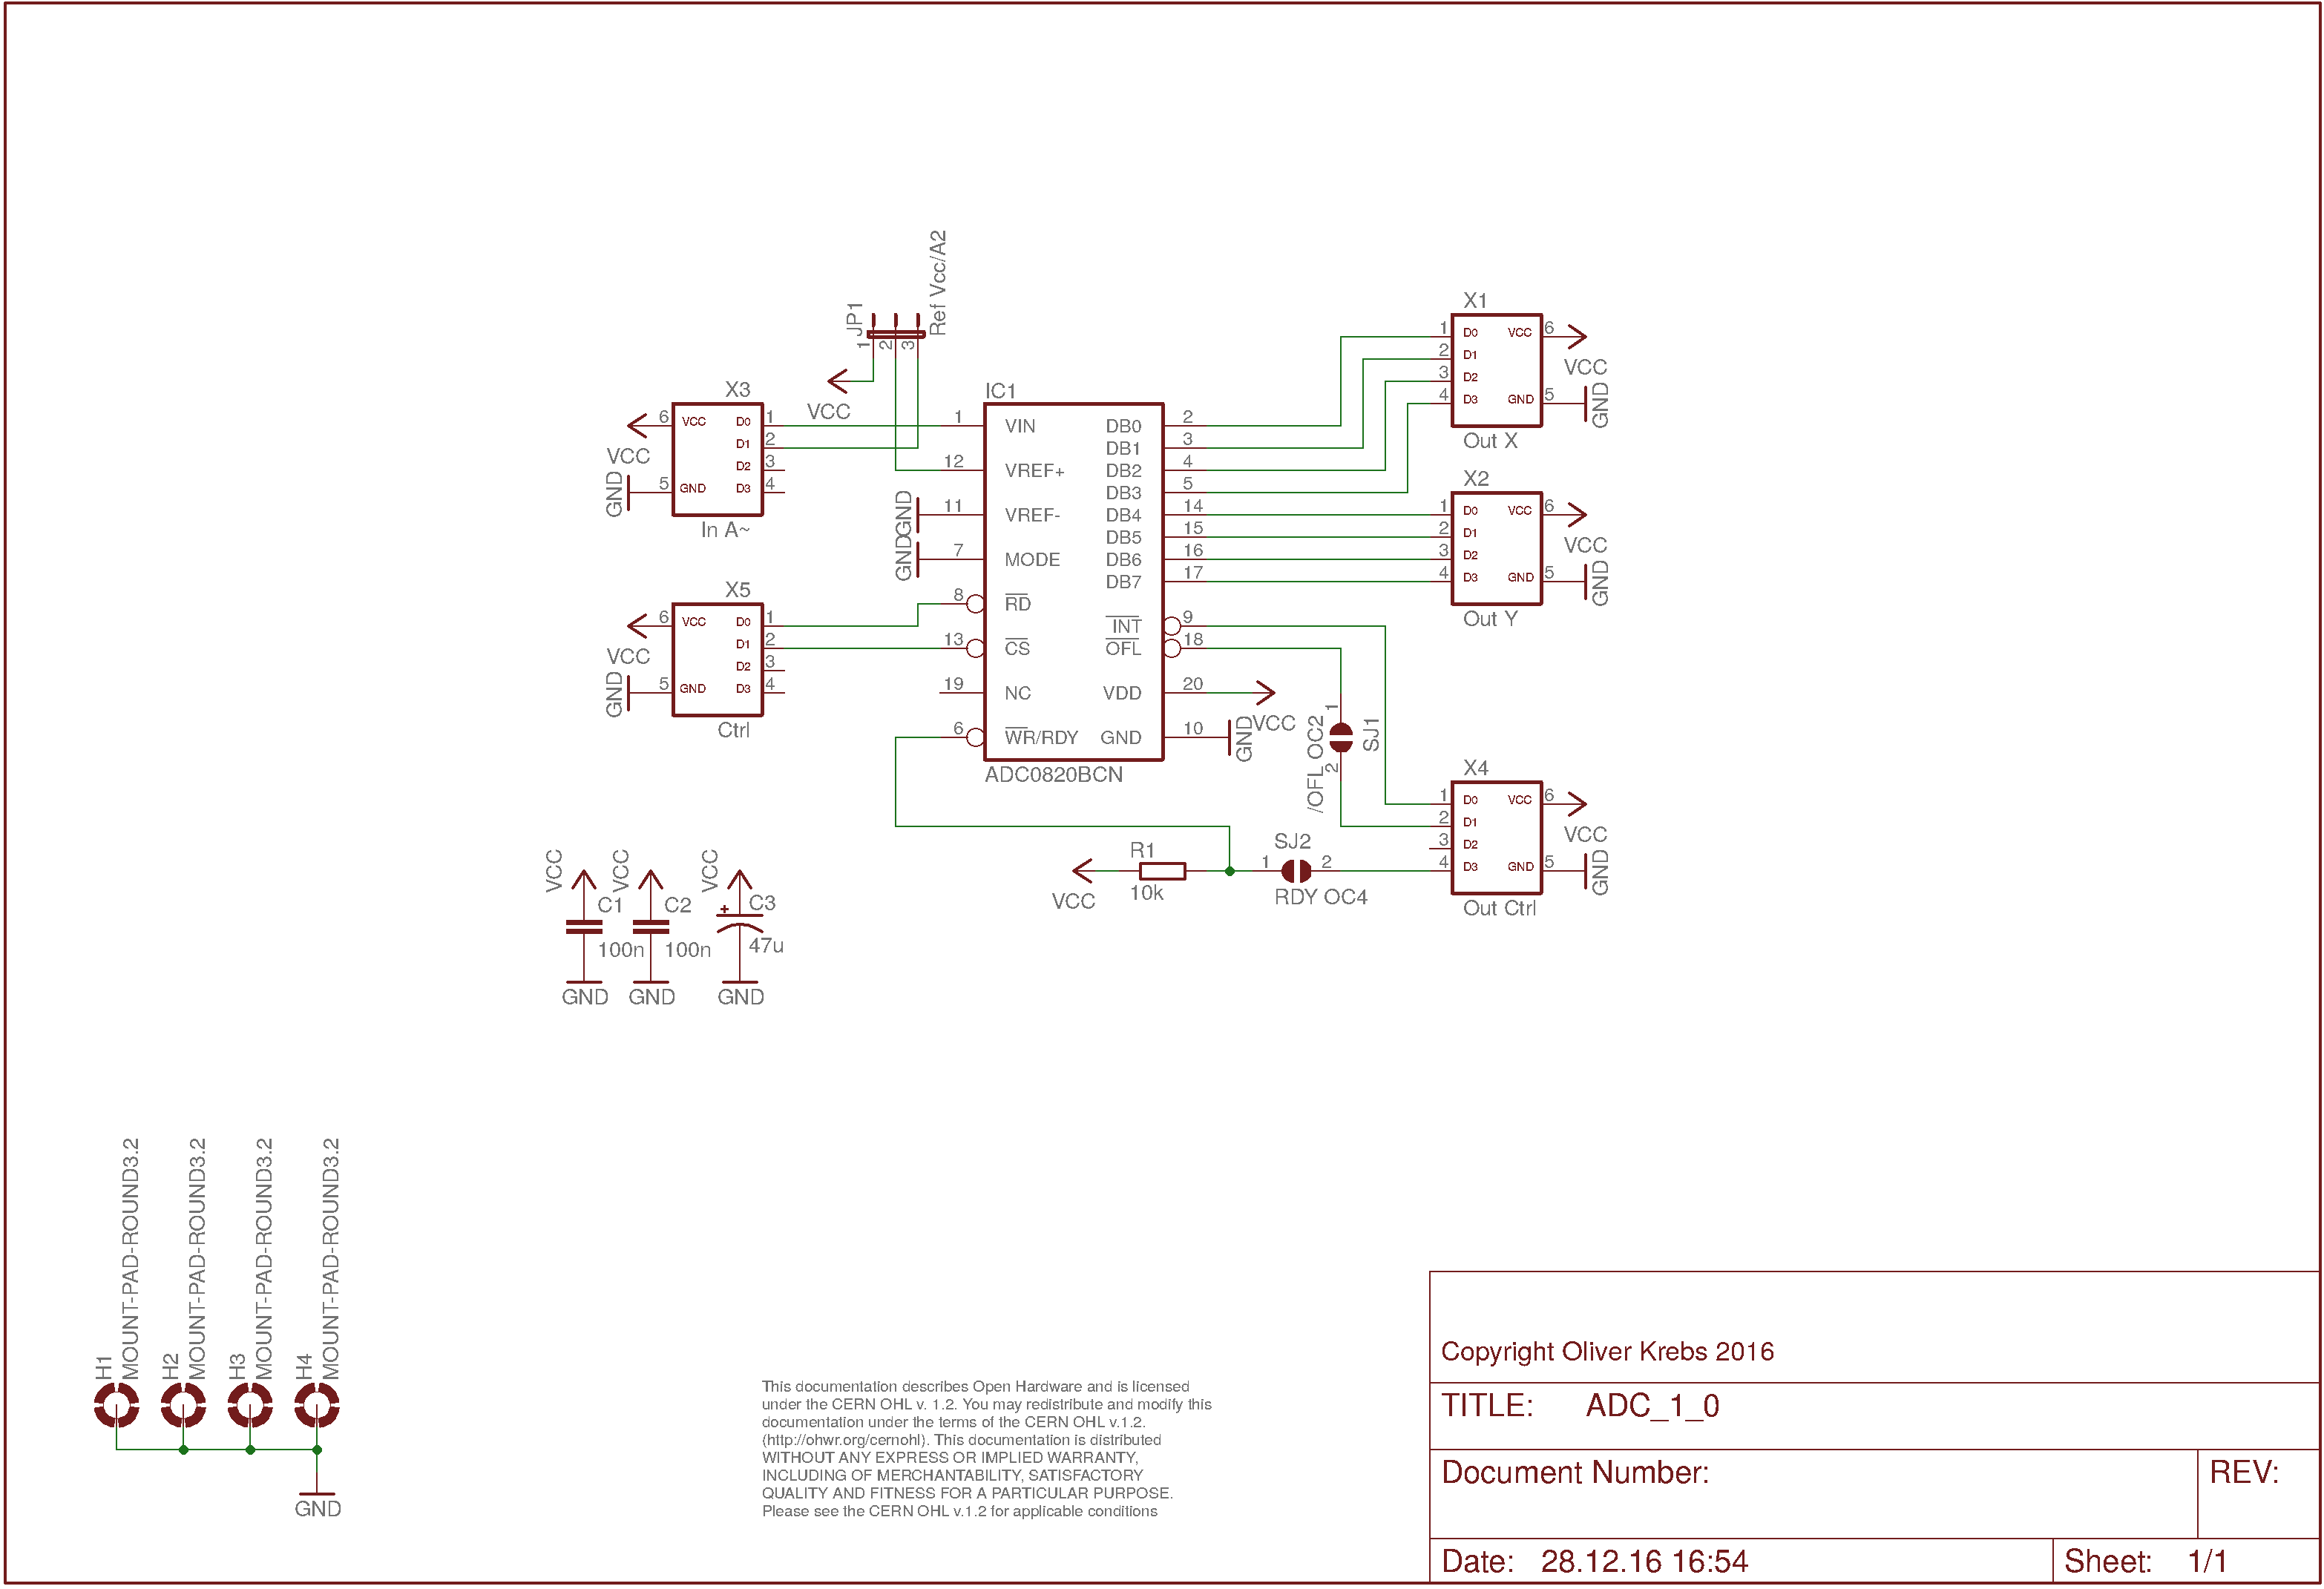 JP1
1
2
3
Ref Vcc/A2
VCC
X3
6 VCC D0 1
D1 2
D2 3
5 GND D3 4
VCC
GND
In A~
X5
6 VCC D0 1
D1 2
D2 3
5 GND D3 4
VCC
GND
Ctrl
IC1
1 VIN DB0 2
DB1 3
12 VREF+ DB2 4
DB3 5
GND 11 VREF- DB4 14
DB5 15
GND 7 MODE DB6 16
DB7 17
8 RD
INT 9
13 CS OFL 18
19 NC VDD 20
VCC
6 WR/RDY GND 10
GND
ADC0820BCN
X1
1 D0 VCC 6
2 D1
3 D2
4 D3 GND 5
VCC
GND
Out X
X2
1 D0 VCC 6
2 D1
3 D2
4 D3 GND 5
VCC
GND
Out Y
1
2
/OFL OC2
SJ1
X4
1 D0 VCC 6
2 D1
3 D2
4 D3 GND 5
VCC
GND
Out Ctrl
R1
10k
VCC
SJ2
1 2
RDY OC4
VCC VCC VCC
C1 C2 + C3
100n 100n 47u
GND GND GND
H1
MOUNT-PAD-ROUND3.2
H2
MOUNT-PAD-ROUND3.2
H3
MOUNT-PAD-ROUND3.2
H4
MOUNT-PAD-ROUND3.2
GND
This documentation describes Open Hardware and is licensed
under the CERN OHL v. 1.2. You may redistribute and modify this
documentation under the terms of the CERN OHL v.1.2.
(http://ohwr.org/cernohl). This documentation is distributed
WITHOUT ANY EXPRESS OR IMPLIED WARRANTY,
INCLUDING OF MERCHANTABILITY, SATISFACTORY
QUALITY AND FITNESS FOR A PARTICULAR PURPOSE.
Please see the CERN OHL v.1.2 for applicable conditions
Copyright Oliver Krebs 2016
TITLE: ADC_1_0
Document Number:
REV:
Date: 28.12.16 16:54
Sheet: 1/1